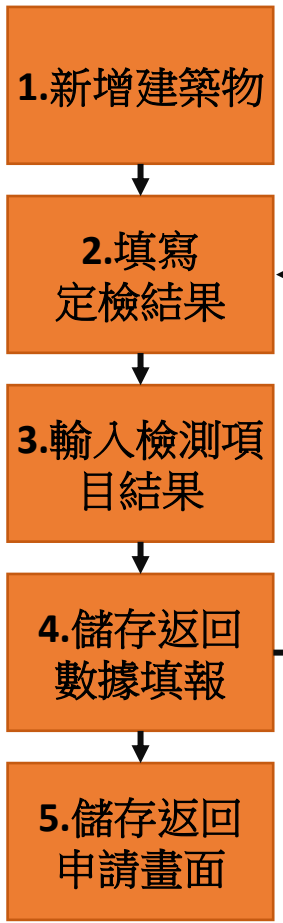 1.新增建築物
2.填寫
定檢結果
3.輸入檢測項
目結果
4.儲存返回
數據填報
5.儲存返回
申請畫面